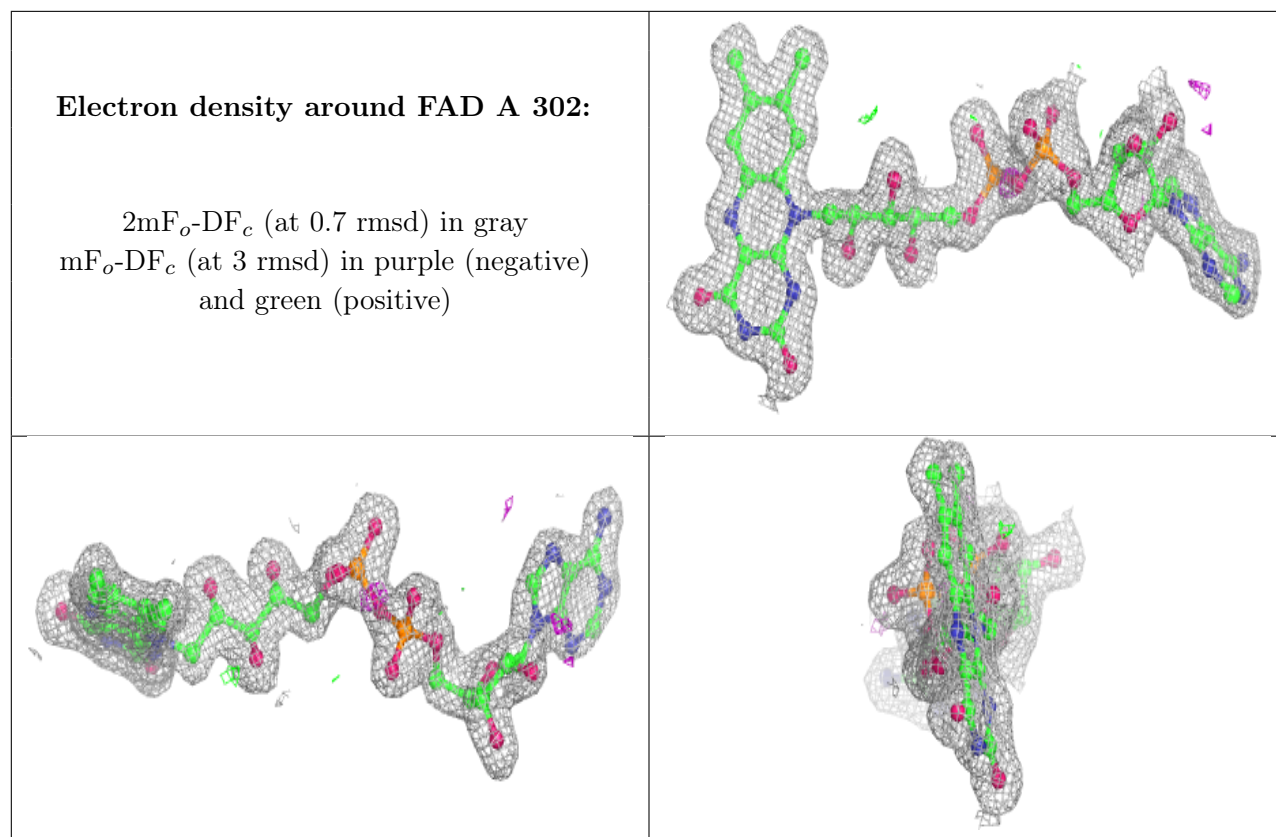 Electron density around FAD A 302:
2mFₒ-DF𝒸 (at 0.7 rmsd) in gray
mFₒ-DF𝒸 (at 3 rmsd) in purple (negative)
and green (positive)